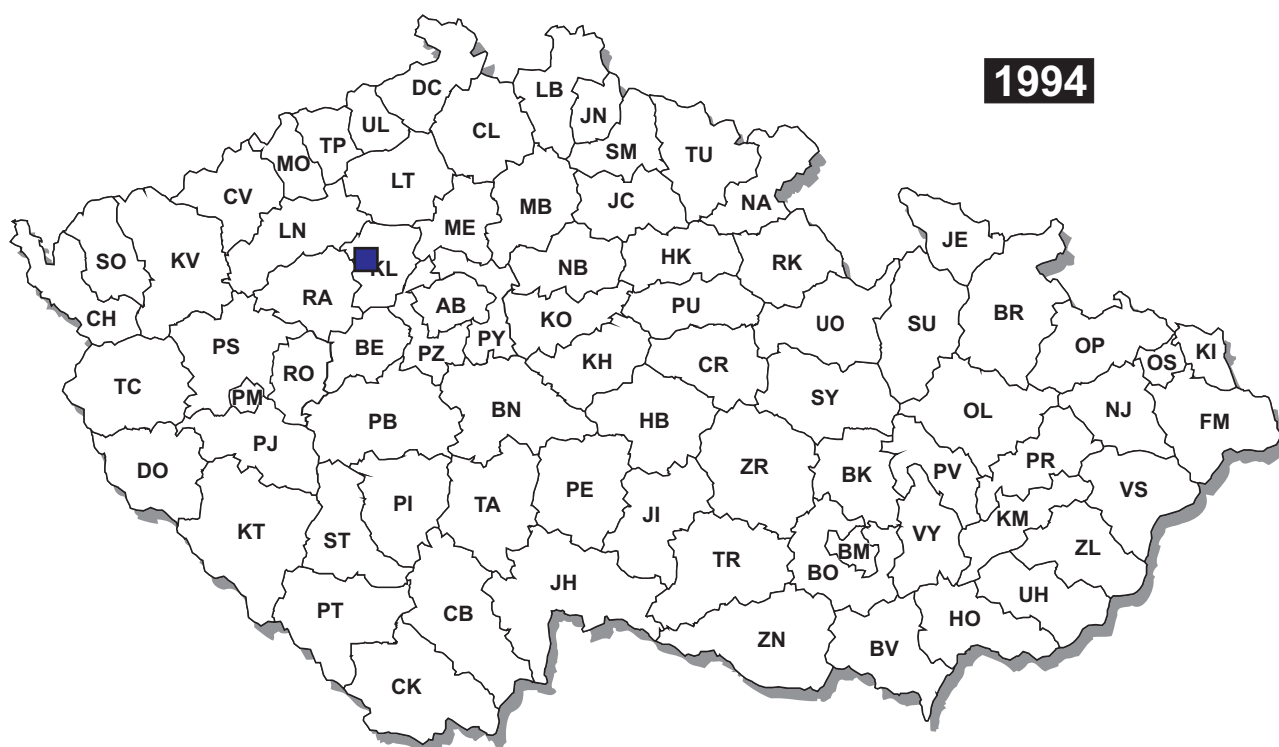 1994
DC
LB
JN
UL
CL
TP
MO
SM
TU
LT
CV
MB
JC
NA
ME
LN
JE
SO
KV
KL
NB
HK
RK
RA
AB
KO
PU
BR
CH
UO
SU
PS
BE
PZ
PY
OP
KI
RO
KH
CR
OS
TC
PM
SY
PB
BN
HB
OL
NJ
FM
PJ
DO
ZR
BK
PV
PR
VS
PI
TA
PE
JI
KM
KT
ST
VY
BM
ZL
TR
BO
JH
UH
PT
CB
HO
ZN
BV
CK